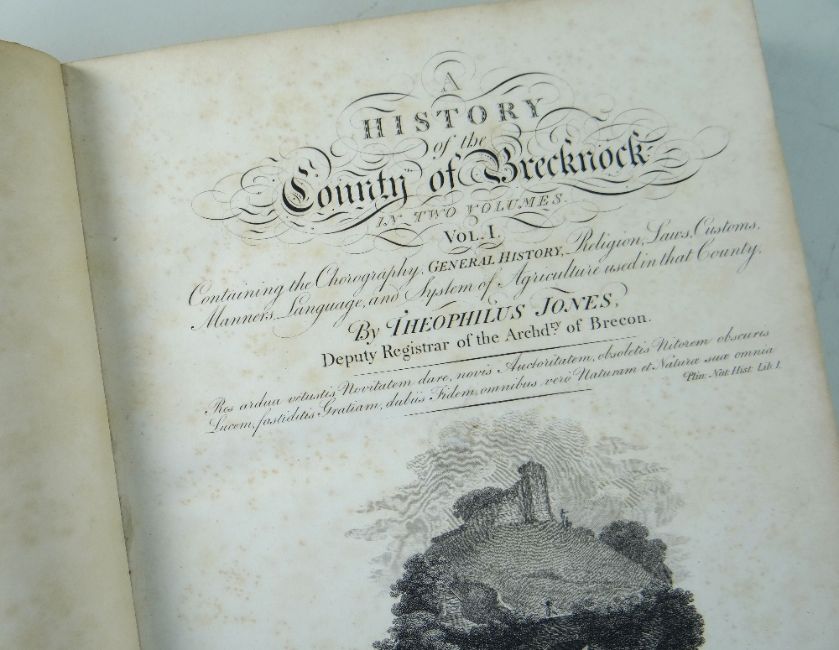 A
HISTORY
of the
County of Brecknock
IN TWO VOLUMES.
VOL. I.
Containing the Chorography, GENERAL HISTORY, Religion, Laws, Customs,
Manners, Language, and System of Agriculture used in that County,
By THEOPHILUS JONES,
Deputy Registrar of the Archd.ry of Brecon.
Res ardua vetustis Novitatem dare, novis Auctoritatem, obsoletis Nitorem obscuris
Lucem, fastiditis Gratiam, dubiis Fidem, omnibus vero Naturam et Naturæ suæ omnia
Plin. Nat. Hist. Lib. I.